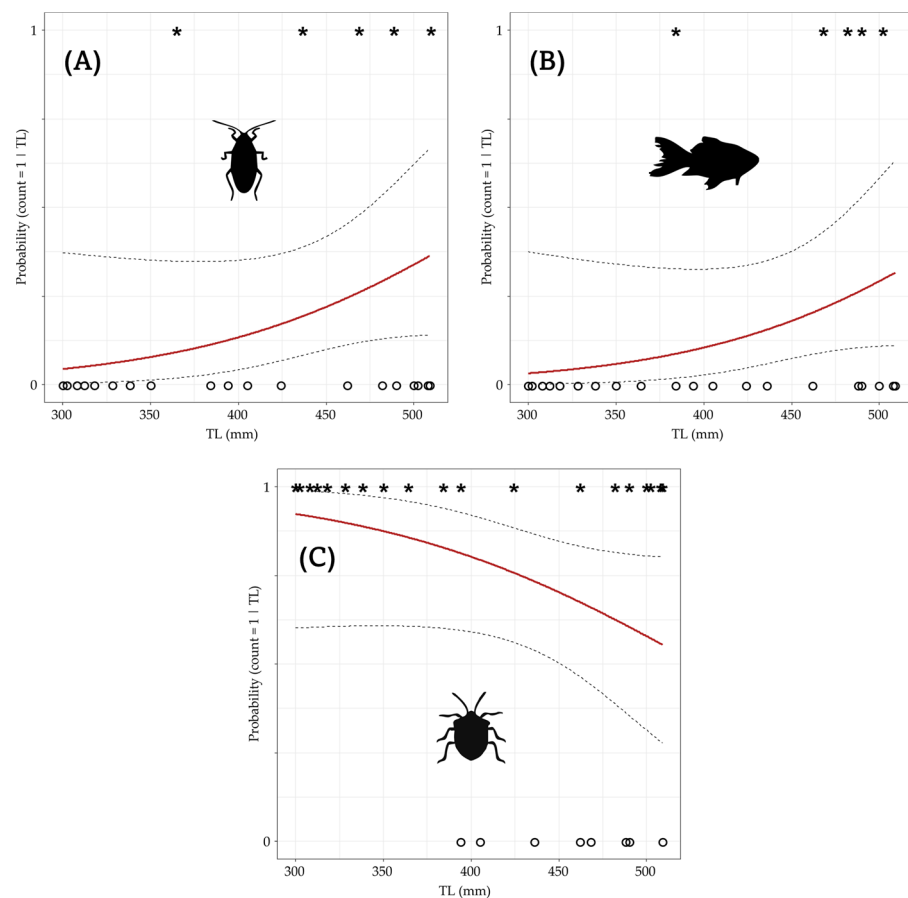 1
(A)
Probability (count = 1 | TL)
0
300 350 400 450 500
TL (mm)
1
(B)
Probability (count = 1 | TL)
0
300 350 400 450 500
TL (mm)
1
(C)
Probability (count = 1 | TL)
0
300 350 400 450 500
TL (mm)